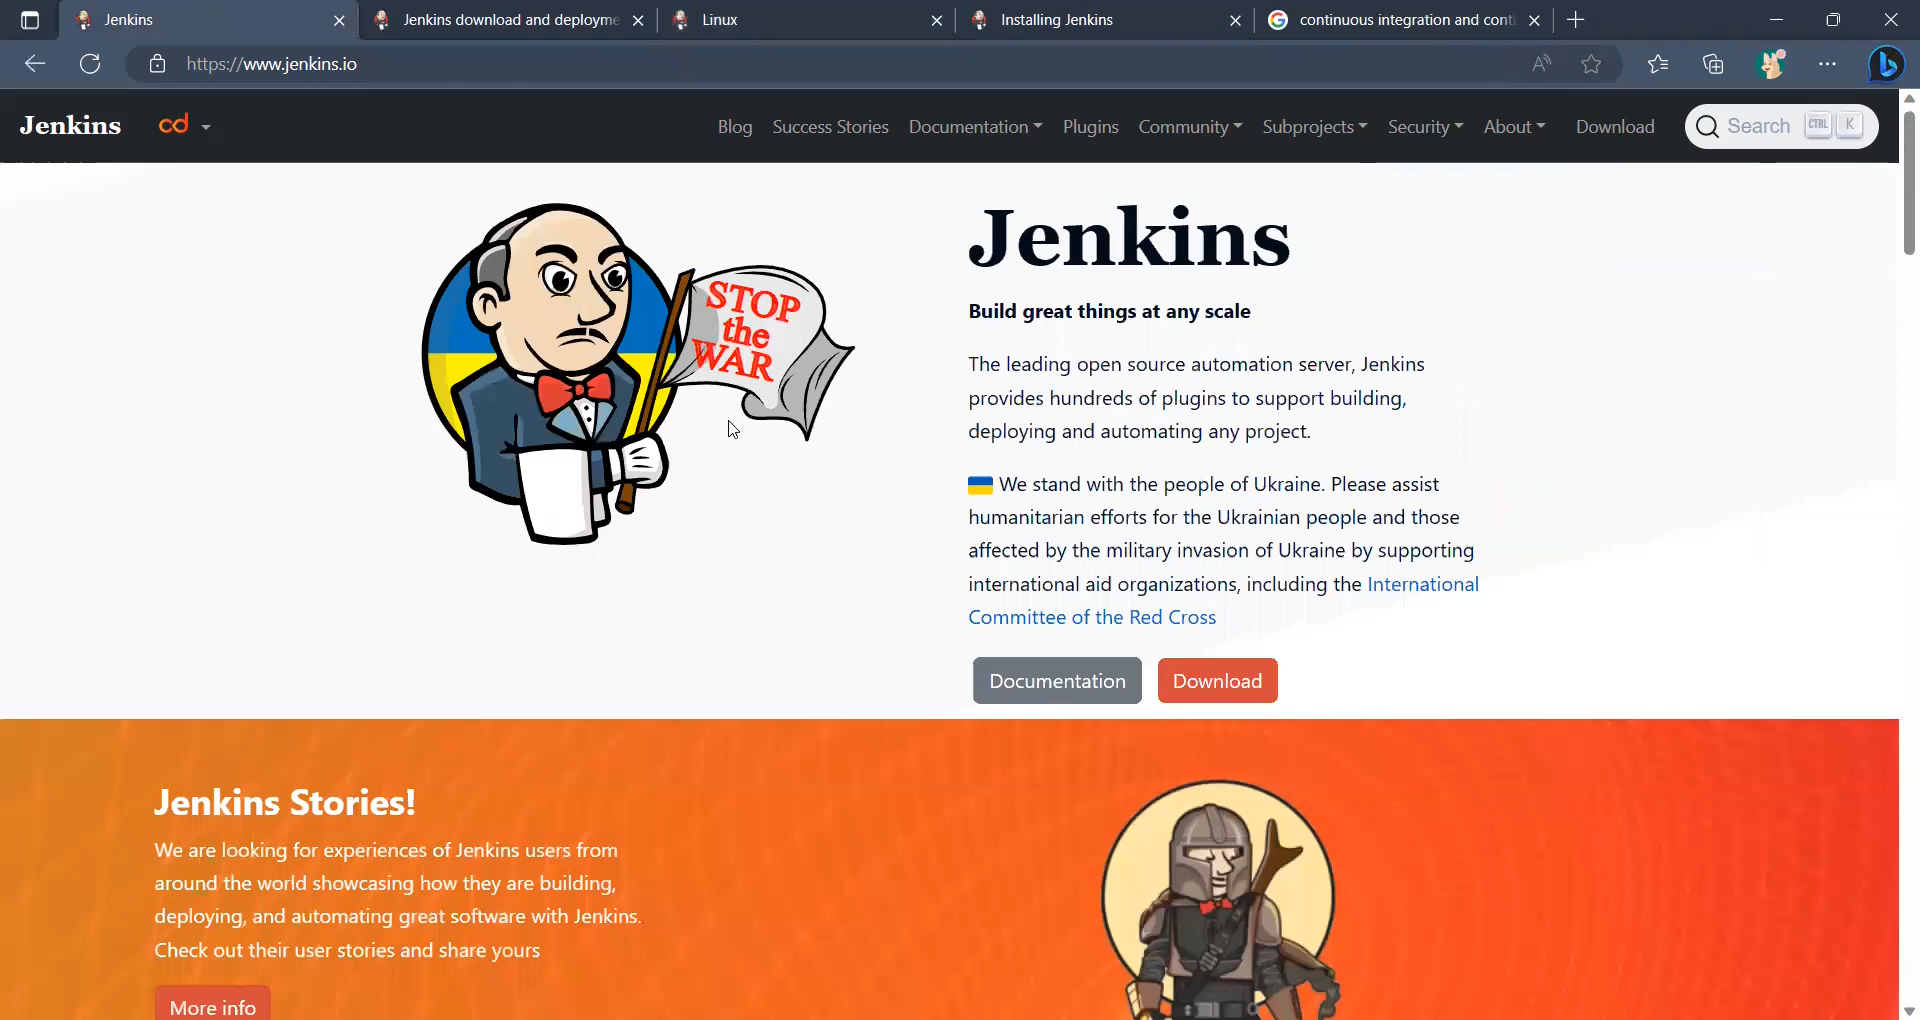 Jenkins
Jenkins download and deployme
Linux
Installing Jenkins
continuous integration and conti
https://www.jenkins.io
Jenkins
cd
Blog
Success Stories
Documentation
Plugins
Community
Subprojects
Security
About
Download
Search
CTRL
K
STOP
the
WAR
Jenkins
Build great things at any scale
The leading open source automation server, Jenkins
provides hundreds of plugins to support building,
deploying and automating any project.
We stand with the people of Ukraine. Please assist
humanitarian efforts for the Ukrainian people and those
affected by the military invasion of Ukraine by supporting
international aid organizations, including the International
Committee of the Red Cross
Documentation
Download
Jenkins Stories!
We are looking for experiences of Jenkins users from
around the world showcasing how they are building,
deploying, and automating great software with Jenkins.
Check out their user stories and share yours
More info